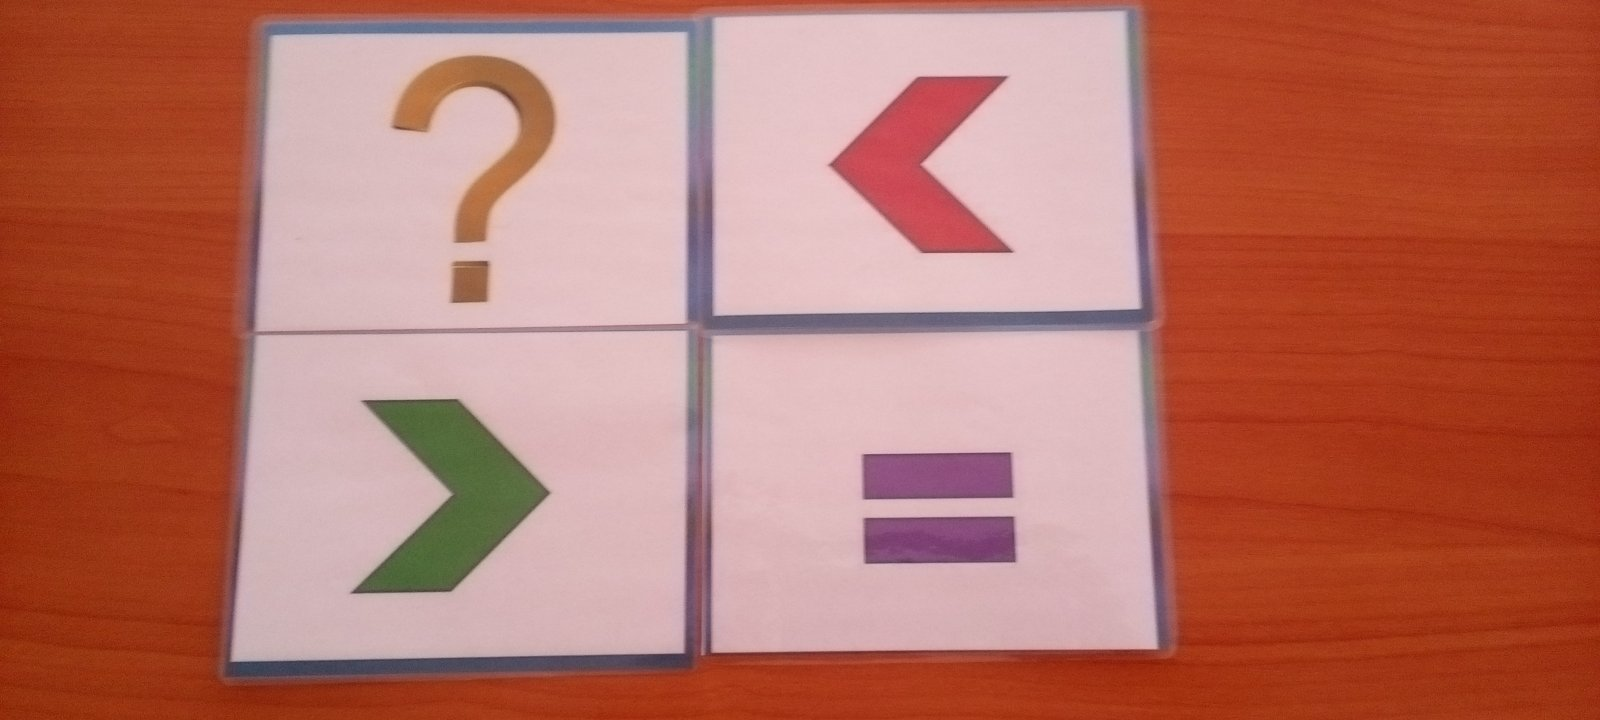 ? <
> =